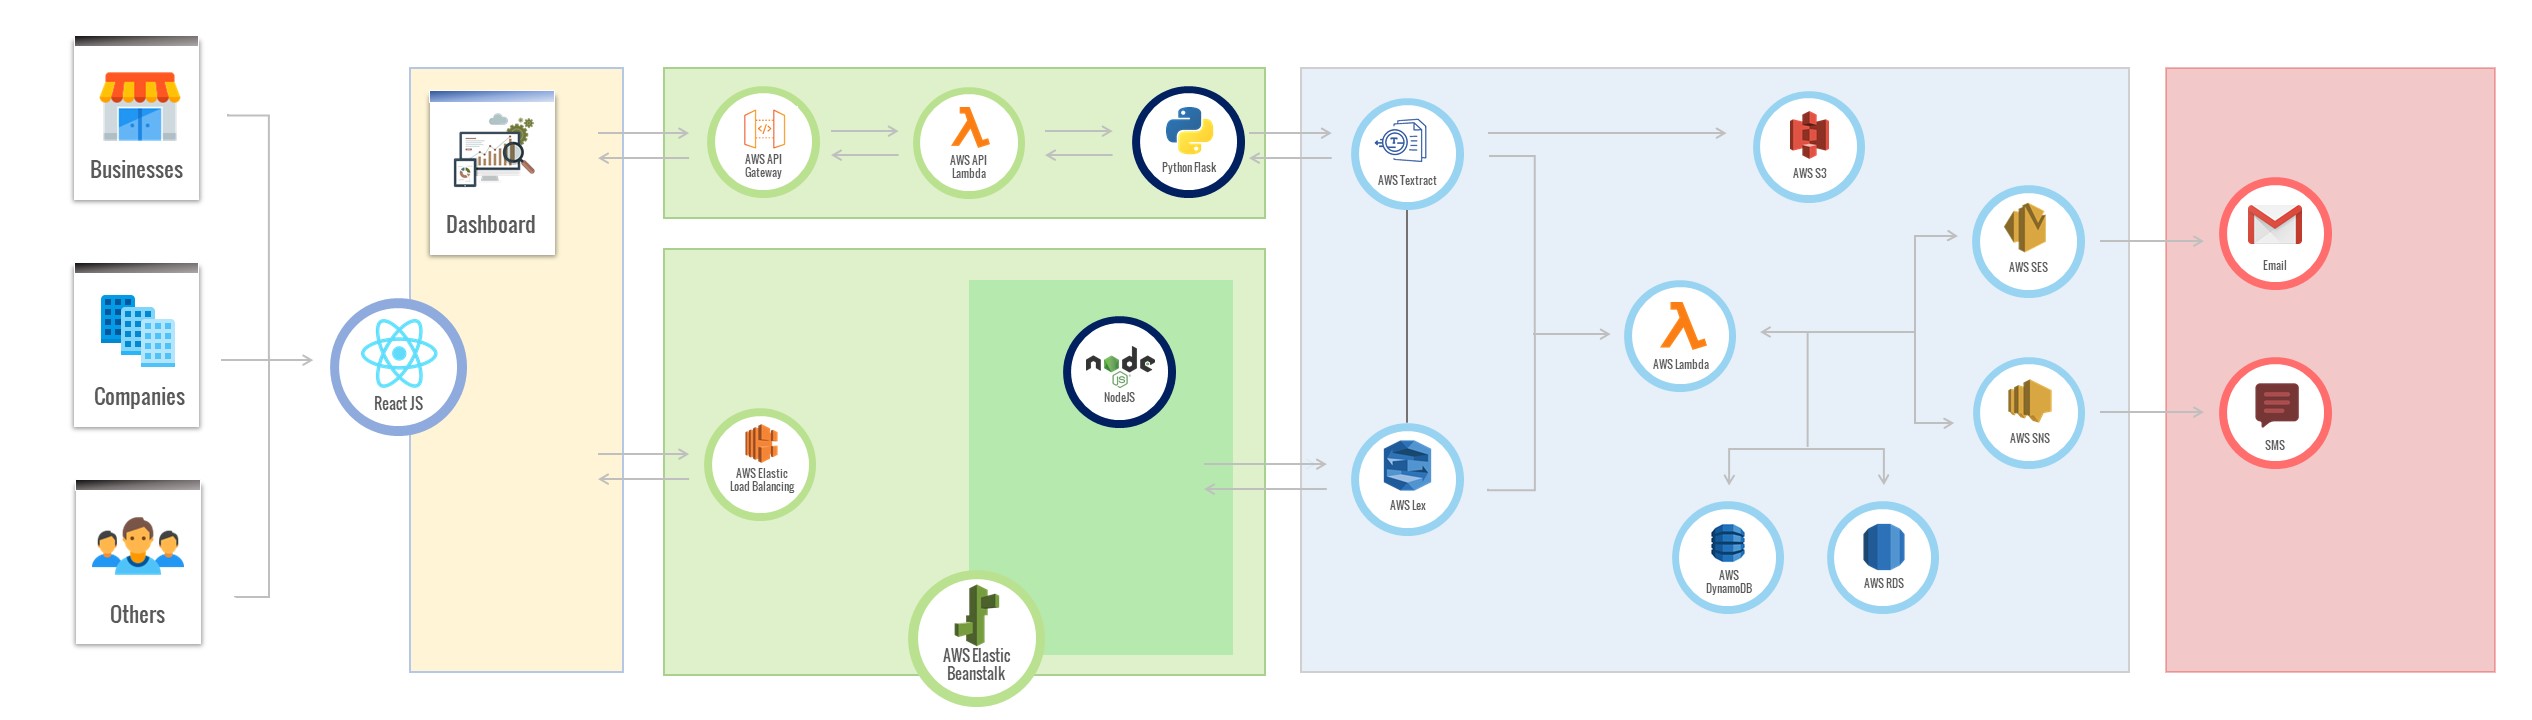 Businesses
Companies
Others
React JS
Dashboard
</>
AWS API
Gateway
AWS API
Lambda
Python Flask
AWS Elastic
Load Balancing
node
JS
NodeJS
AWS Elastic
Beanstalk
T
AWS Textract
AWS Lex
AWS S3
AWS Lambda
AWS SES
AWS SNS
AWS
DynamoDB
AWS RDS
Email
SMS